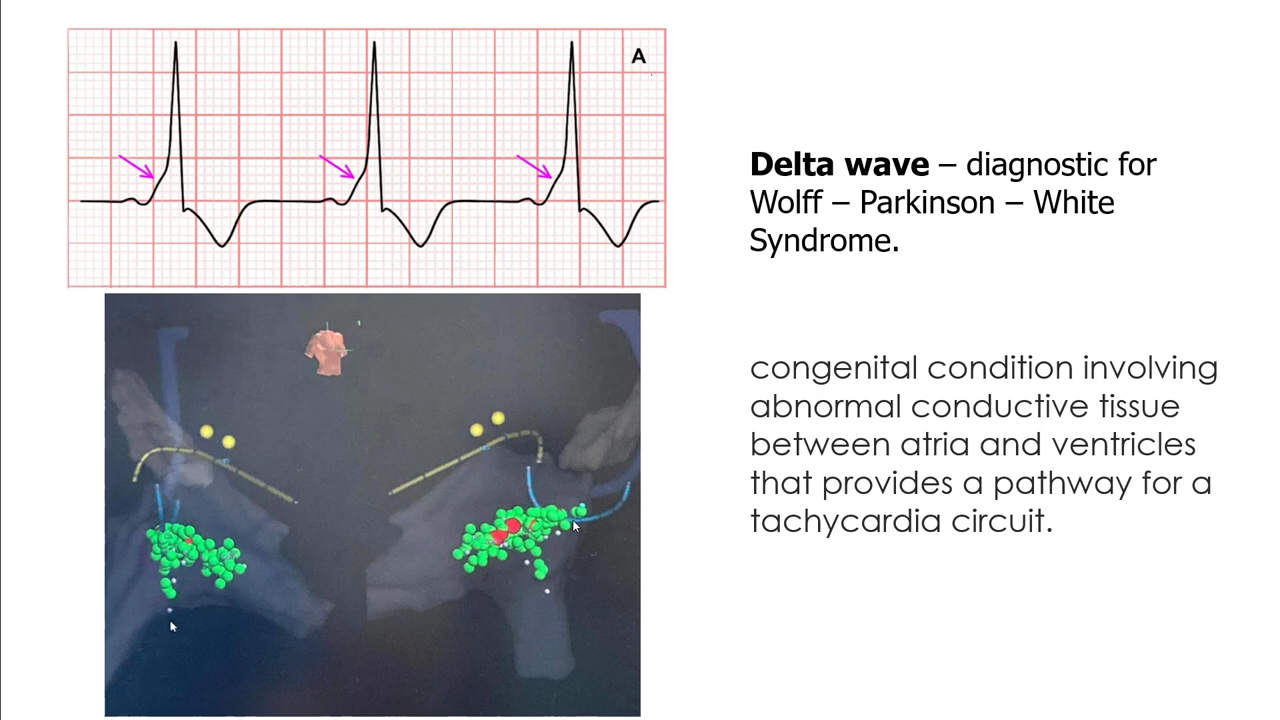 A
Delta wave – diagnostic for
Wolff – Parkinson – White
Syndrome.
congenital condition involving
abnormal conductive tissue
between atria and ventricles
that provides a pathway for a
tachycardia circuit.